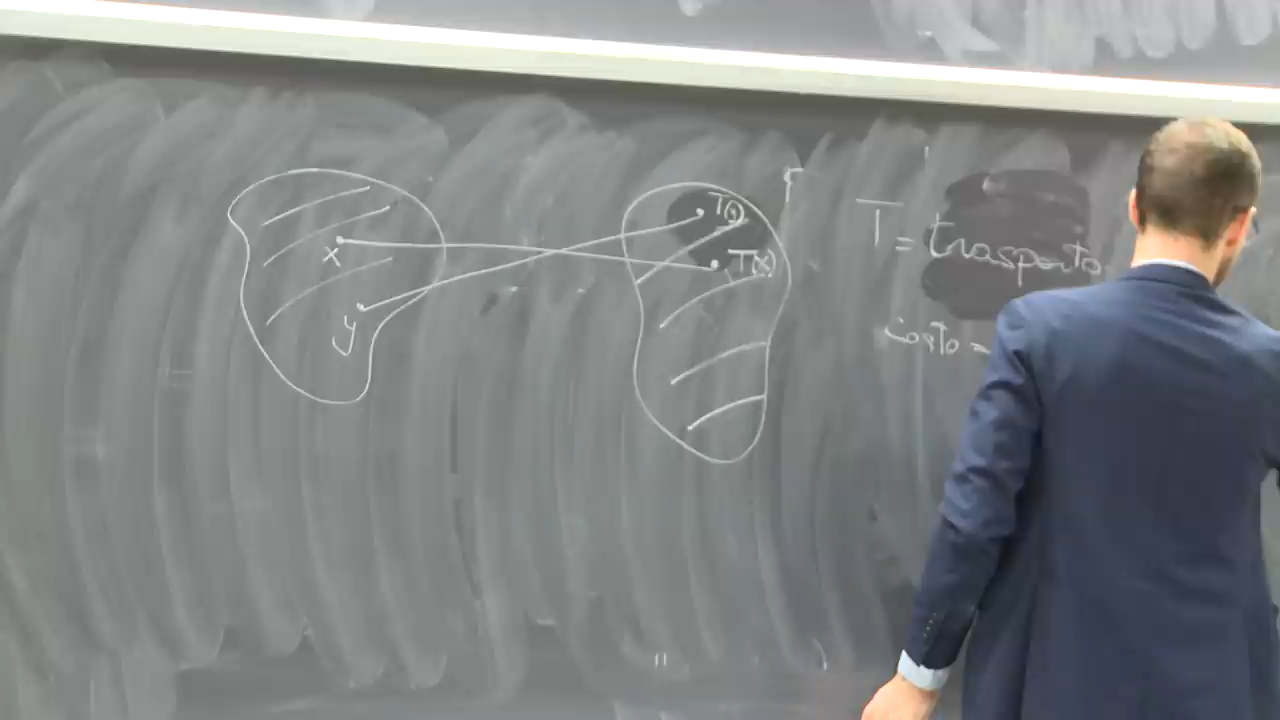 x
y
T(y)
T(x)
T = trasporto
costo =